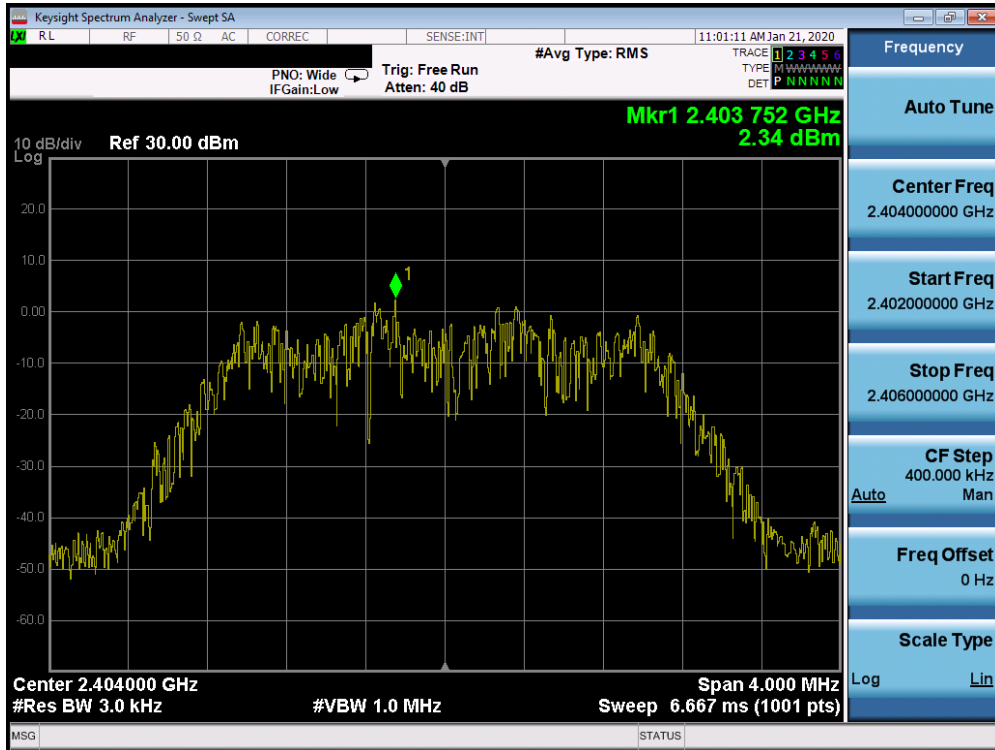 Keysight Spectrum Analyzer - Swept SA
LXI RL RF 50 Ω AC CORREC SENSE:INT 11:01:11 AM Jan 21, 2020
#Avg Type: RMS TRACE 1 2 3 4 5 6
PNO: Wide Trig: Free Run TYPE M WWWWW
IFGain:Low Atten: 40 dB DET P N N N N N
Mkr1 2.403 752 GHz
2.34 dBm
10 dB/div Ref 30.00 dBm
Log
20.0
10.0
1
0.00
-10.0
-20.0
-30.0
-40.0
-50.0
-60.0
Center 2.404000 GHz Span 4.000 MHz
#Res BW 3.0 kHz #VBW 1.0 MHz Sweep 6.667 ms (1001 pts)
MSG STATUS
Frequency
Auto Tune
Center Freq
2.404000000 GHz
Start Freq
2.402000000 GHz
Stop Freq
2.406000000 GHz
CF Step
400.000 kHz
Auto Man
Freq Offset
0 Hz
Scale Type
Log Lin